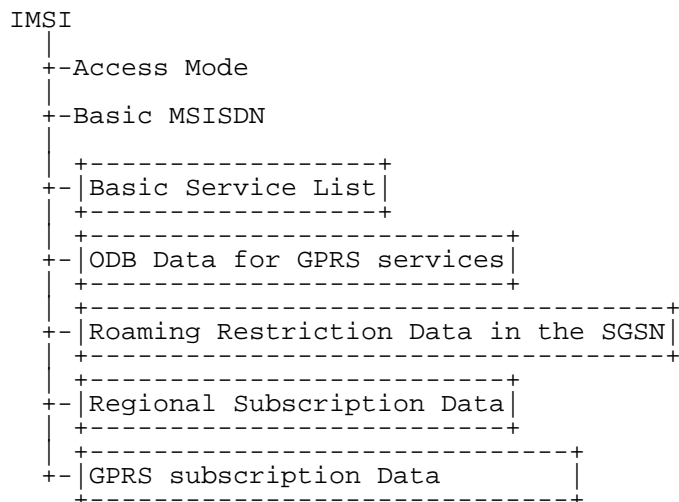 IMSI
Access Mode
Basic MSISDN
Basic Service List
ODB Data for GPRS services
Roaming Restriction Data in the SGSN
Regional Subscription Data
GPRS subscription Data